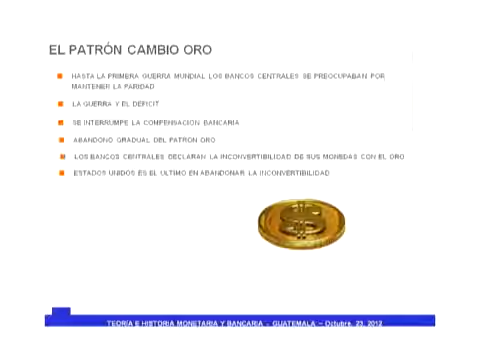 EL PATRÓN CAMBIO ORO
HASTA LA PRIMERA GUERRA MUNDIAL LOS BANCOS CENTRALES SE PREOCUPABAN POR
MANTENER LA PARIDAD
LA GUERRA Y EL DÉFICIT
SE INTERRUMPE LA COMPENSACION BANCARIA
ABANDONO GRADUAL DEL PATRON ORO
LOS BANCOS CENTRALES DECLARAN LA INCONVERTIBILIDAD DE SUS MONEDAS CON EL ORO
ESTADOS UNIDOS ES EL ULTIMO EN ABANDONAR LA INCONVERTIBILIDAD
TEORÍA E HISTORIA MONETARIA Y BANCARIA - GUATEMALA – Octubre, 23, 2012